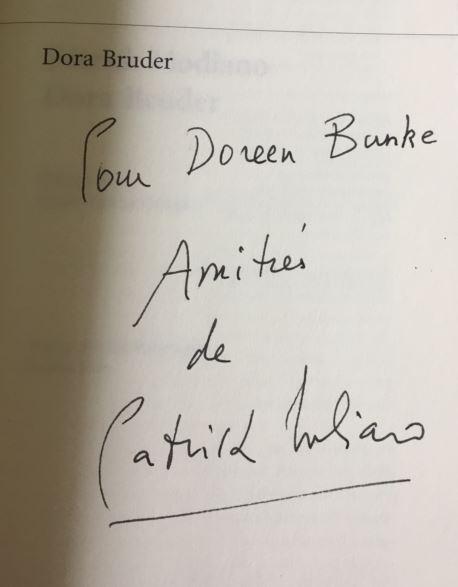 Dora Bruder
Pour Doreen Bunke
Amitiés
de
Patrick Modiano